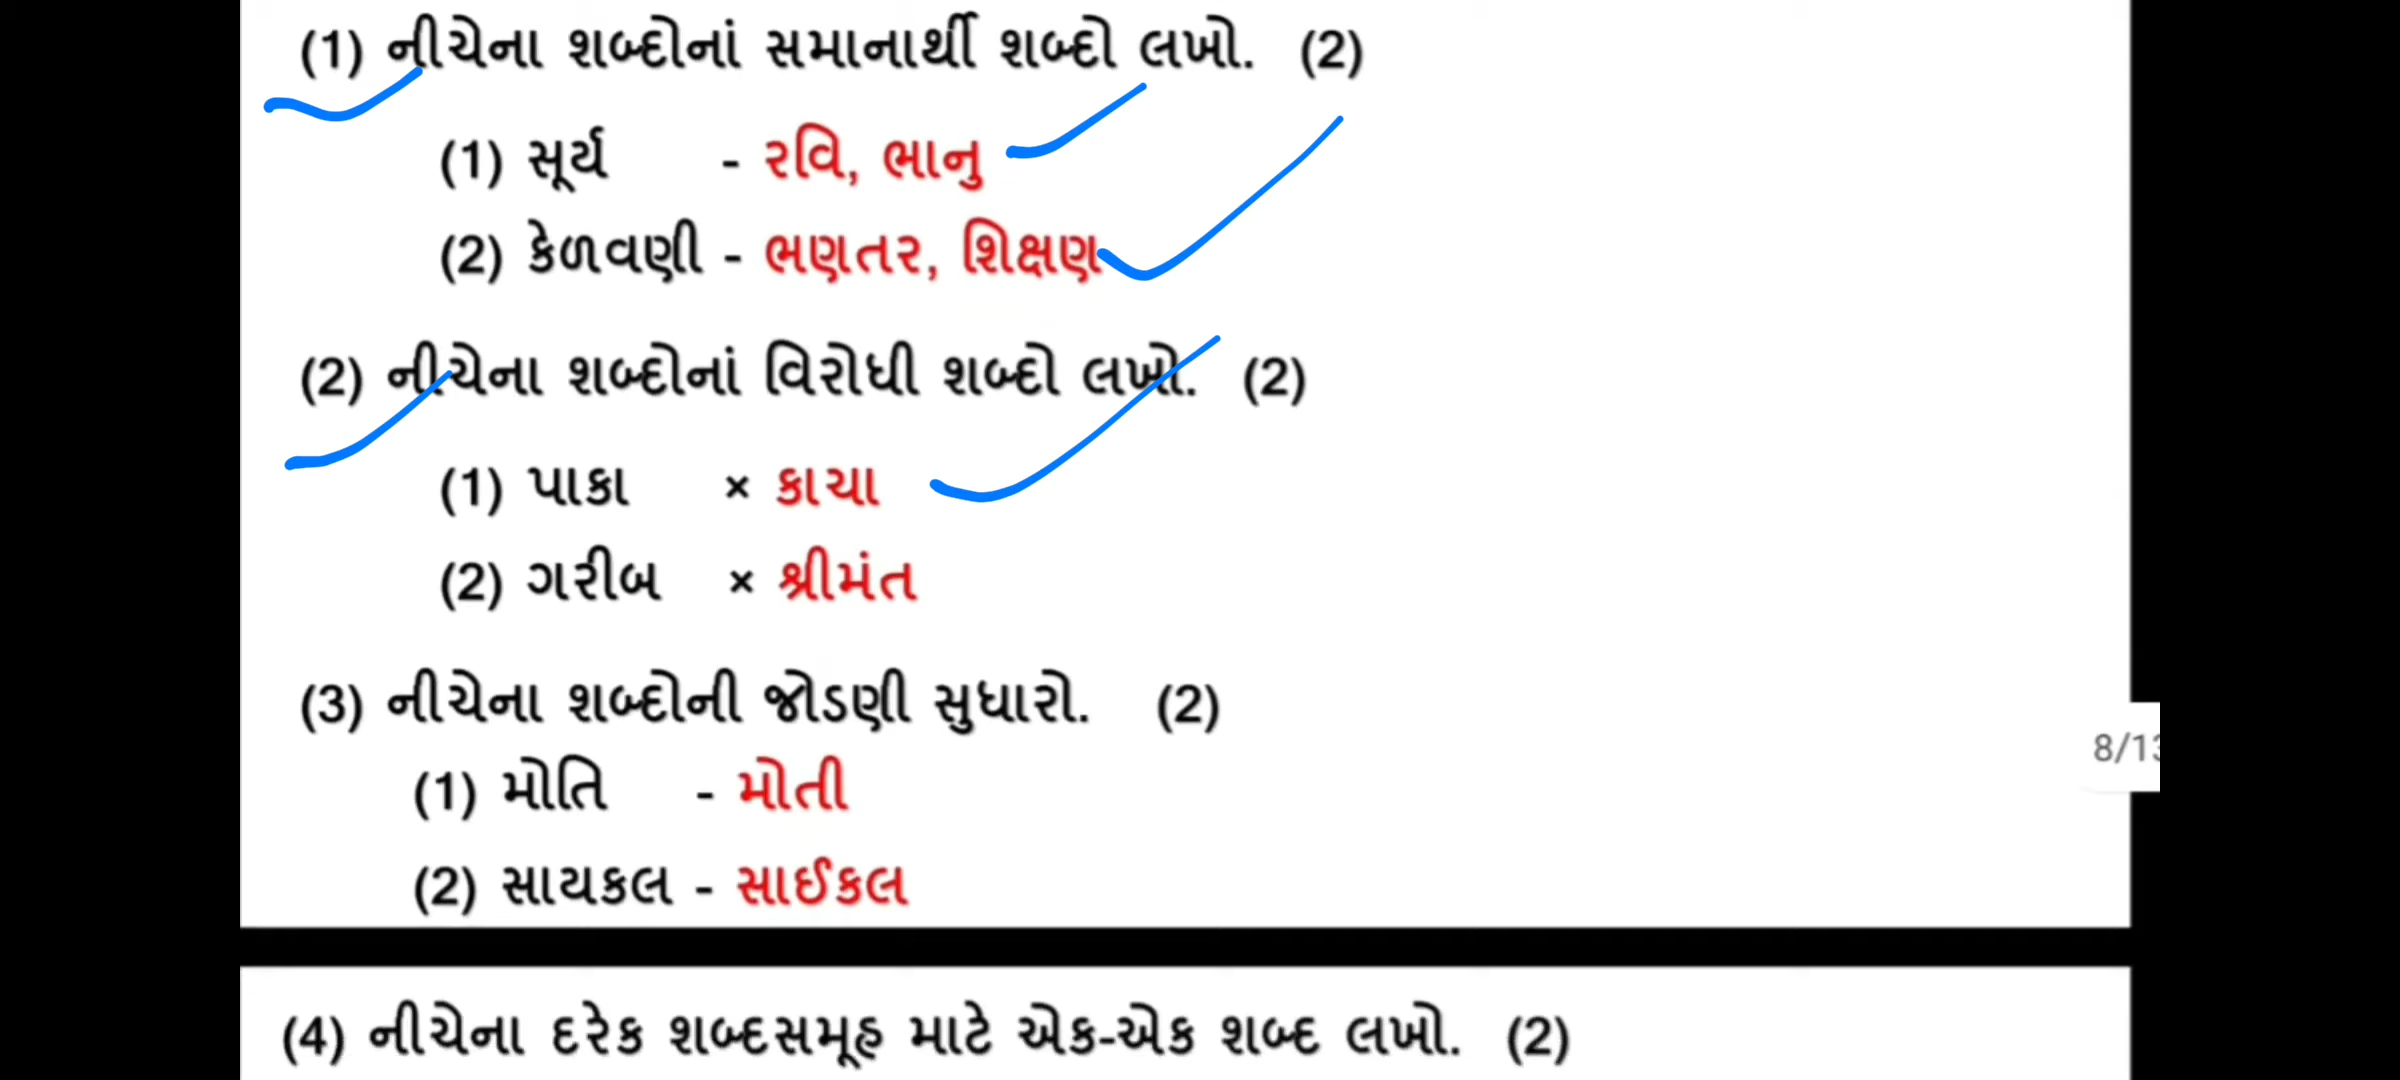 (1) નીચેના શબ્દોનાં સમાનાર્થી શબ્દો લખો. (2)
(1) સૂર્ય - રવિ, ભાનુ
(2) કેળવણી - ભણતર, શિક્ષણ
(2) નીચેના શબ્દોનાં વિરોધી શબ્દો લખો. (2)
(1) પાકા × કાચા
(2) ગરીબ × શ્રીમંત
(3) નીચેના શબ્દોની જોડણી સુધારો. (2)
8/13
(1) મોતિ - મોતી
(2) સાયકલ - સાઈકલ
(4) નીચેના દરેક શબ્દસમૂહ માટે એક-એક શબ્દ લખો. (2)